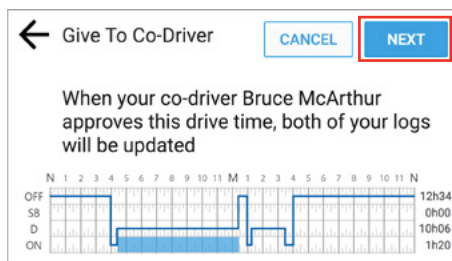 Give To Co-Driver
CANCEL
NEXT
When your co-driver Bruce McArthur
approves this drive time, both of your logs
will be updated
N 1 2 3 4 5 6 7 8 9 10 11 M 1 2 3 4 5 6 7 8 9 10 11 N
OFF 12h34
SB 0h00
D 10h06
ON 1h20